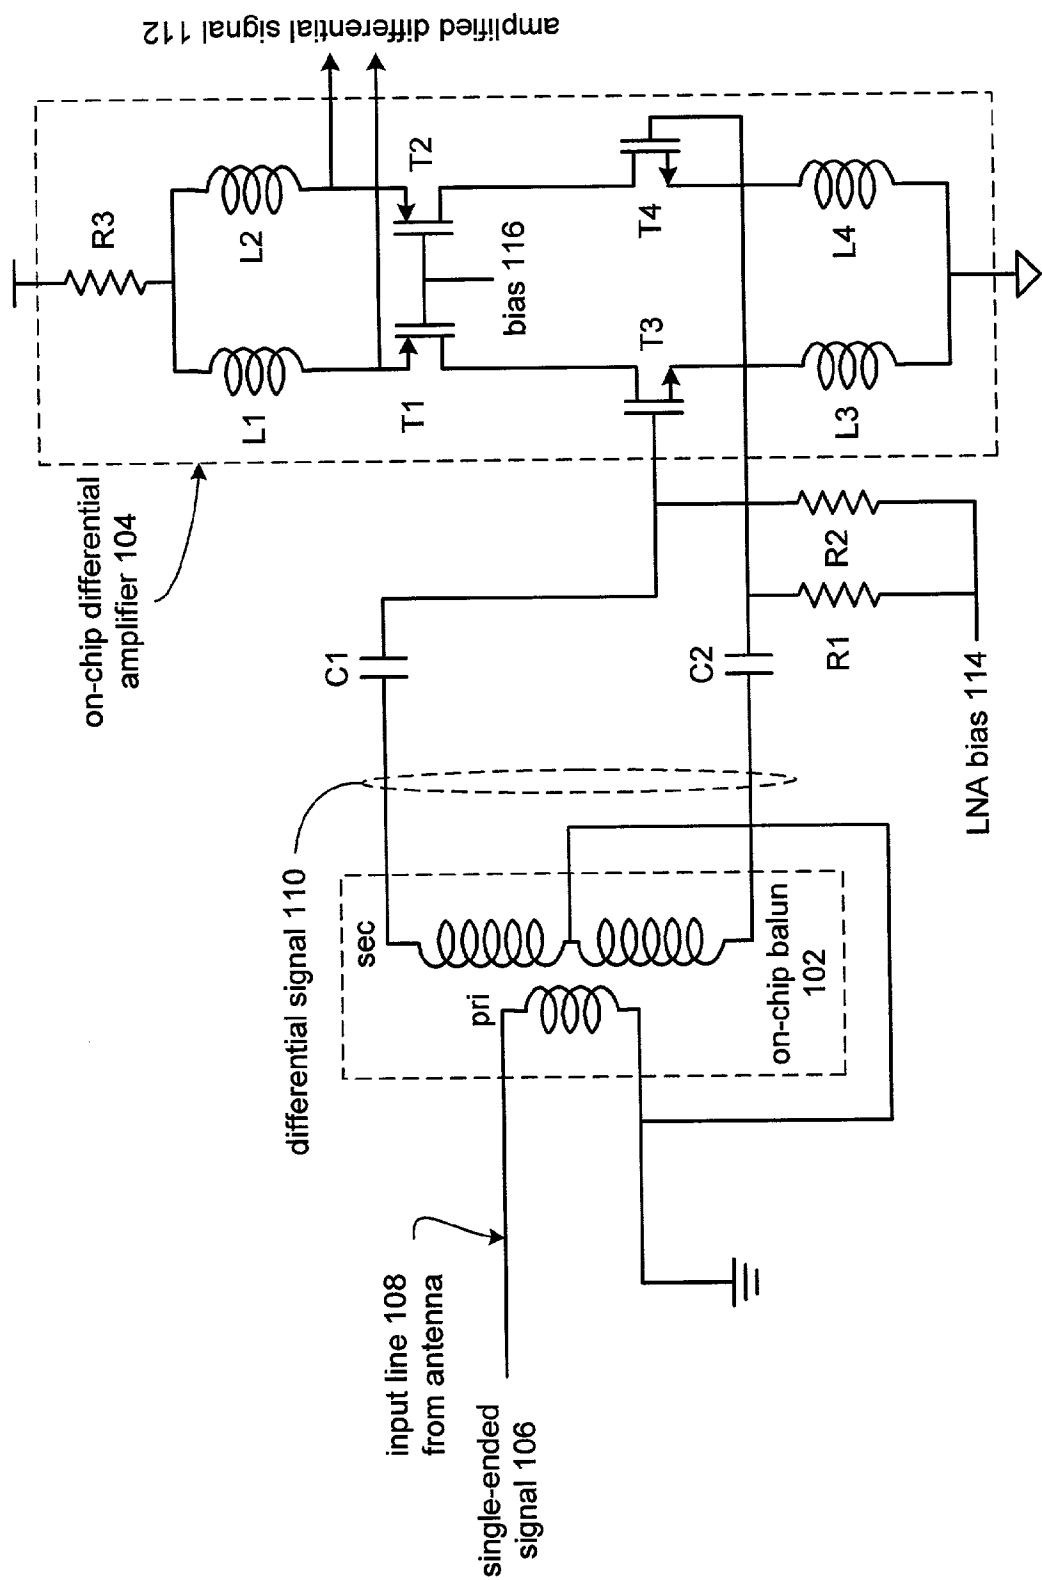 amplified differential signal 112
R3
L2
L1
T2
T1
bias 116
T4
T3
L4
L3
on-chip differential
amplifier 104
C1
C2
R2
R1
LNA bias 114
differential signal 110
sec
pri
on-chip balun
102
input line 108
from antenna
single-ended
signal 106